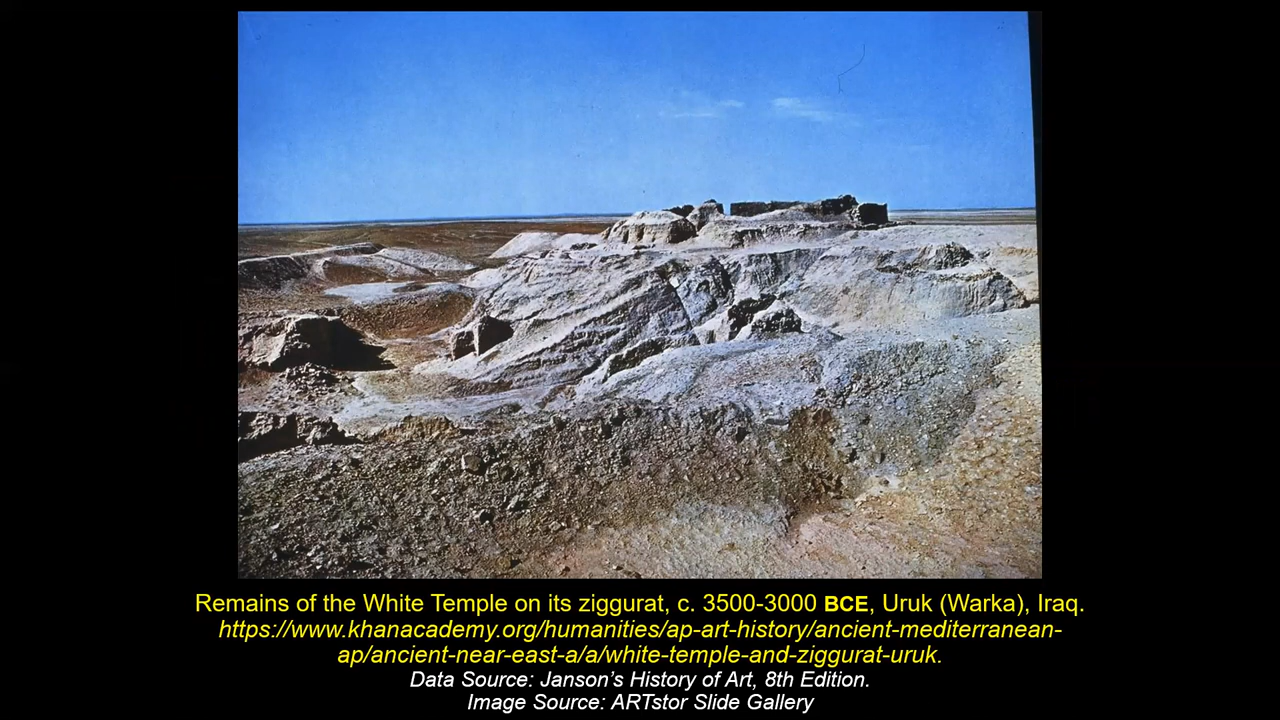 Remains of the White Temple on its ziggurat, c. 3500-3000 BCE, Uruk (Warka), Iraq.
https://www.khanacademy.org/humanities/ap-art-history/ancient-mediterranean-
ap/ancient-near-east-a/a/white-temple-and-ziggurat-uruk.
Data Source: Janson’s History of Art, 8th Edition.
Image Source: ARTstor Slide Gallery